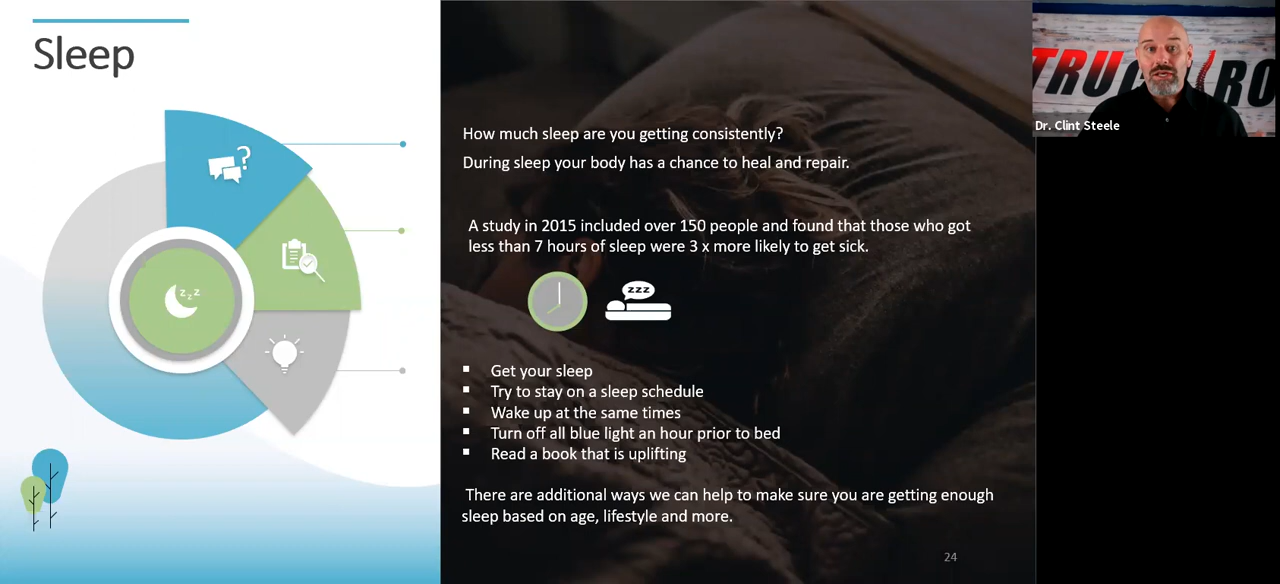 Sleep
How much sleep are you getting consistently?
During sleep your body has a chance to heal and repair.
A study in 2015 included over 150 people and found that those who got
less than 7 hours of sleep were 3 x more likely to get sick.
zzz
▪ Get your sleep
▪ Try to stay on a sleep schedule
▪ Wake up at the same times
▪ Turn off all blue light an hour prior to bed
▪ Read a book that is uplifting
There are additional ways we can help to make sure you are getting enough
sleep based on age, lifestyle and more.
24
?
z z z
Dr. Clint Steele